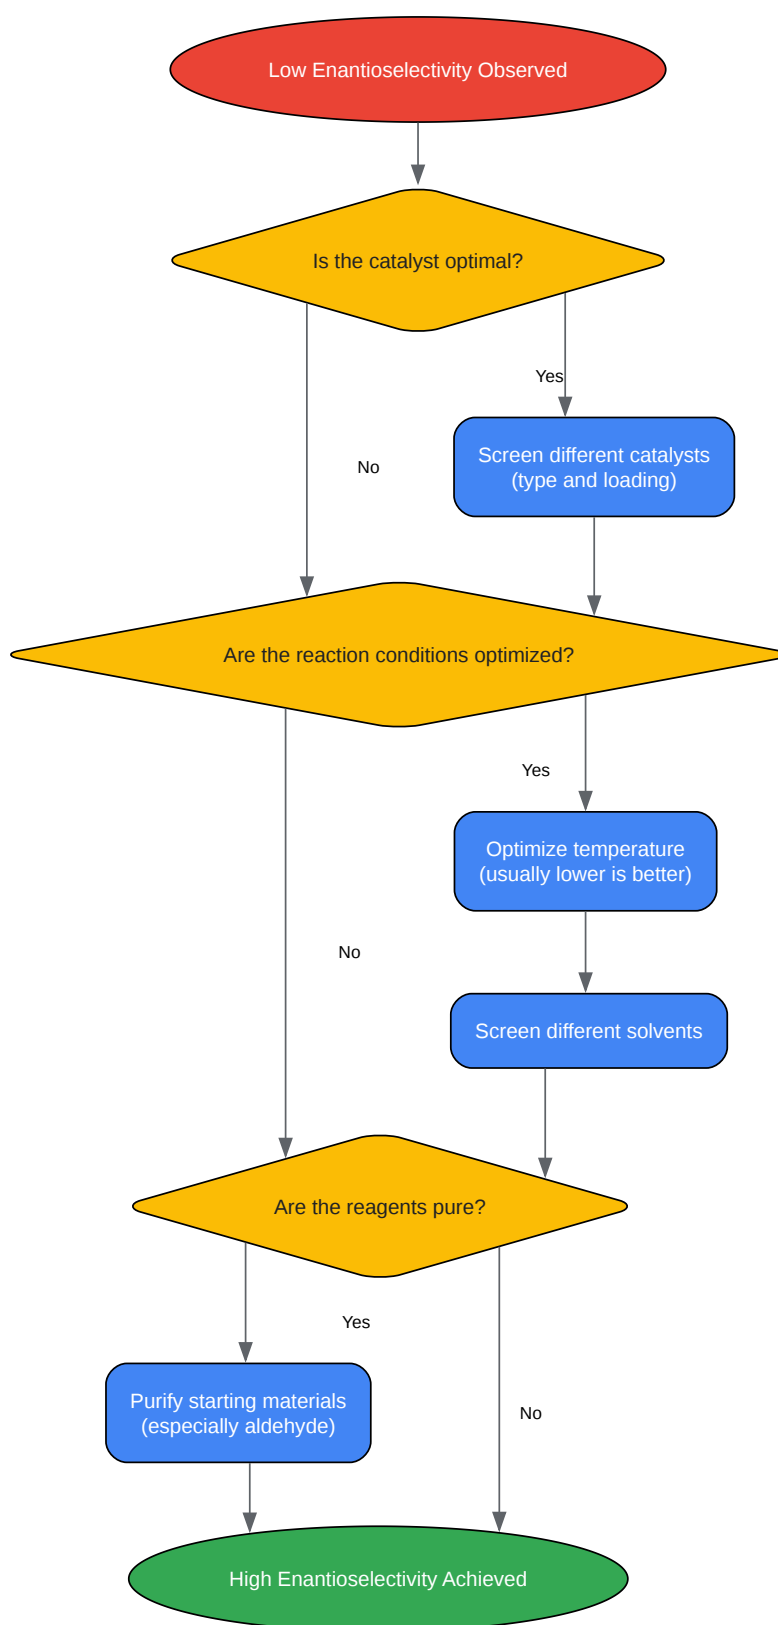 Low Enantioselectivity Observed
Is the catalyst optimal?
Yes
Screen different catalysts
(type and loading)
No
Are the reaction conditions optimized?
Yes
Optimize temperature
(usually lower is better)
No
Screen different solvents
Are the reagents pure?
Yes
Purify starting materials
(especially aldehyde)
No
High Enantioselectivity Achieved